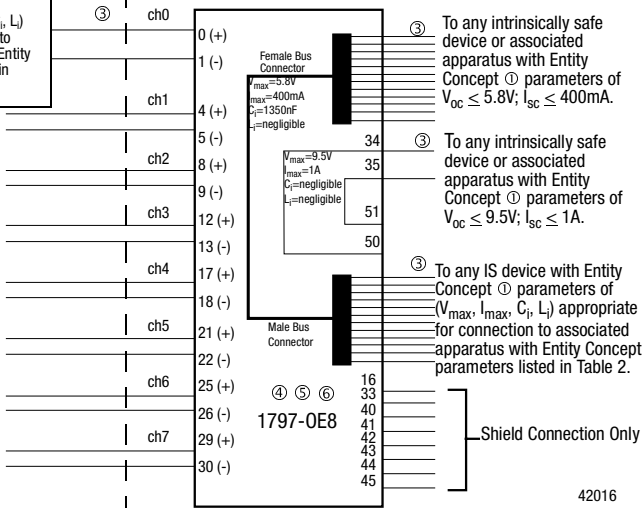 , Lᵢ)
to
Entity
in
③
ch0
0 (+)
1 (-)
ch1
4 (+)
5 (-)
ch2
8 (+)
9 (-)
ch3
12 (+)
13 (-)
ch4
17 (+)
18 (-)
ch5
21 (+)
22 (-)
ch6
25 (+)
26 (-)
ch7
29 (+)
30 (-)
Female Bus
Connector
Vmax=5.8V
Imax=400mA
Cᵢ=1350nF
Lᵢ=negligible
34
Vmax=9.5V
Imax=1A
Cᵢ=negligible
Lᵢ=negligible
35
51
50
Male Bus
Connector
④ ⑤ ⑥
1797-OE8
16
33
40
41
42
43
44
45
③
To any intrinsically safe
device or associated
apparatus with Entity
Concept ① parameters of
Voc ≤ 5.8V; Isc ≤ 400mA.
③
To any intrinsically safe
device or associated
apparatus with Entity
Concept ① parameters of
Voc ≤ 9.5V; Isc ≤ 1A.
③
To any IS device with Entity
Concept ① parameters of
(Vmax, Imax, Cᵢ, Lᵢ) appropriate
for connection to associated
apparatus with Entity Concept
parameters listed in Table 2.
Shield Connection Only
42016